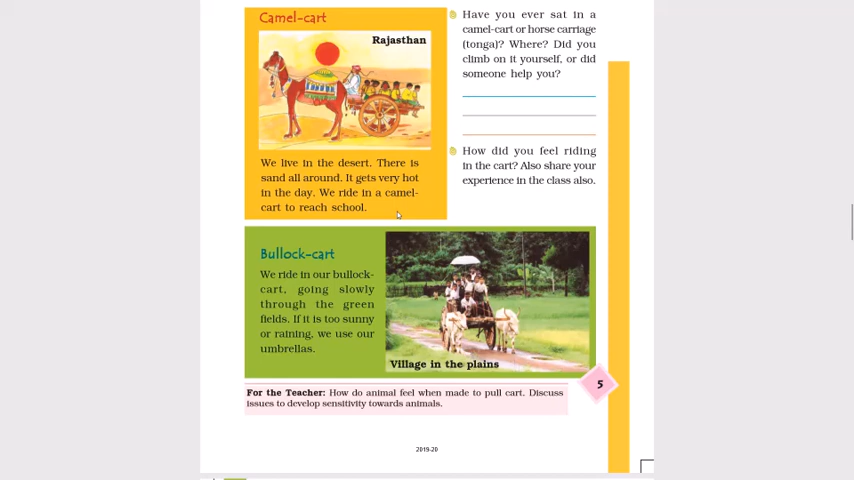 Camel-cart
Rajasthan
We live in the desert. There is
sand all around. It gets very hot
in the day. We ride in a camel-
cart to reach school.
Have you ever sat in a
camel-cart or horse carriage
(tonga)? Where? Did you
climb on it yourself, or did
someone help you?
How did you feel riding
in the cart? Also share your
experience in the class also.
Bullock-cart
We ride in our bullock-
cart, going slowly
through the green
fields. If it is too sunny
or raining, we use our
umbrellas.
Village in the plains
5
For the Teacher: How do animal feel when made to pull cart. Discuss
issues to develop sensitivity towards animals.
2019-20